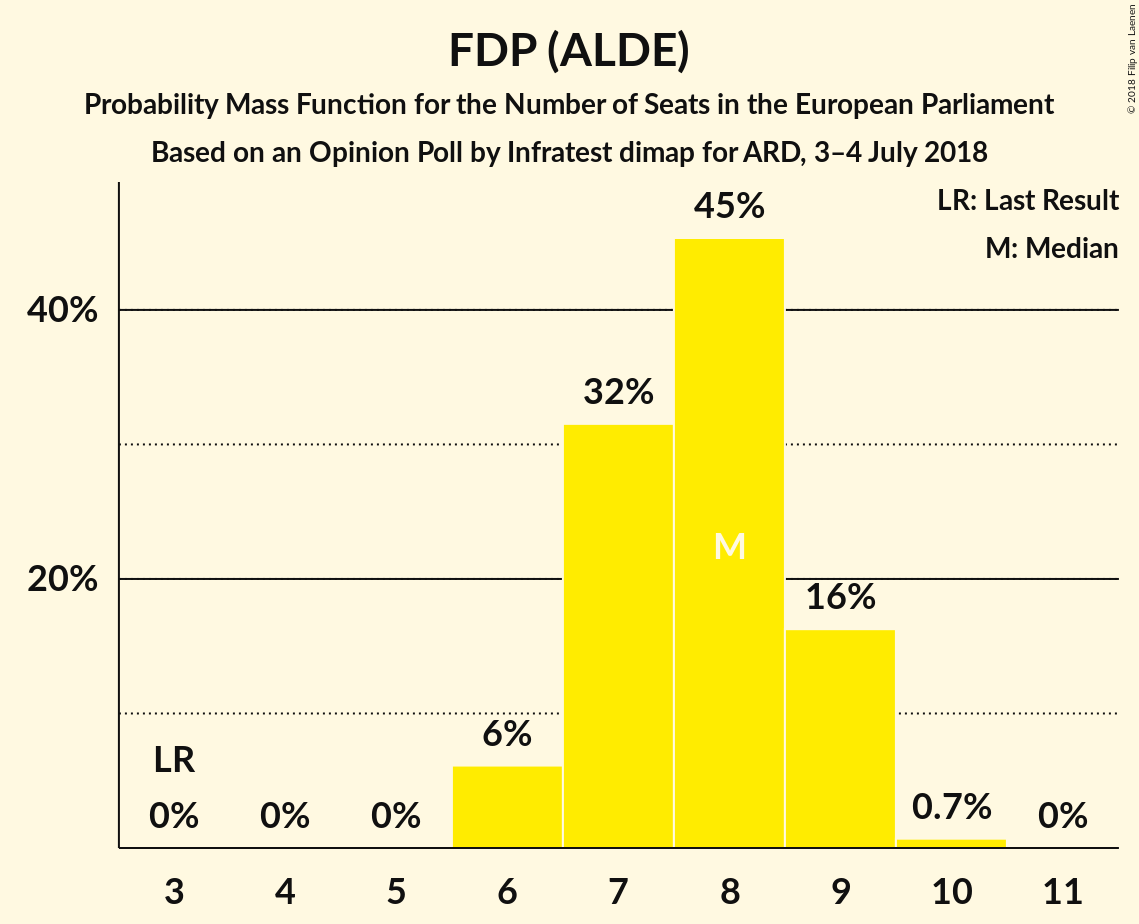 FDP (ALDE)
Probability Mass Function for the Number of Seats in the European Parliament
Based on an Opinion Poll by Infratest dimap for ARD, 3–4 July 2018
© 2018 Filip van Laenen
LR: Last Result
M: Median
45%
40%
32%
M
20%
16%
6%
LR
0%
0%
0%
0.7%
0%
3 4 5 6 7 8 9 10 11